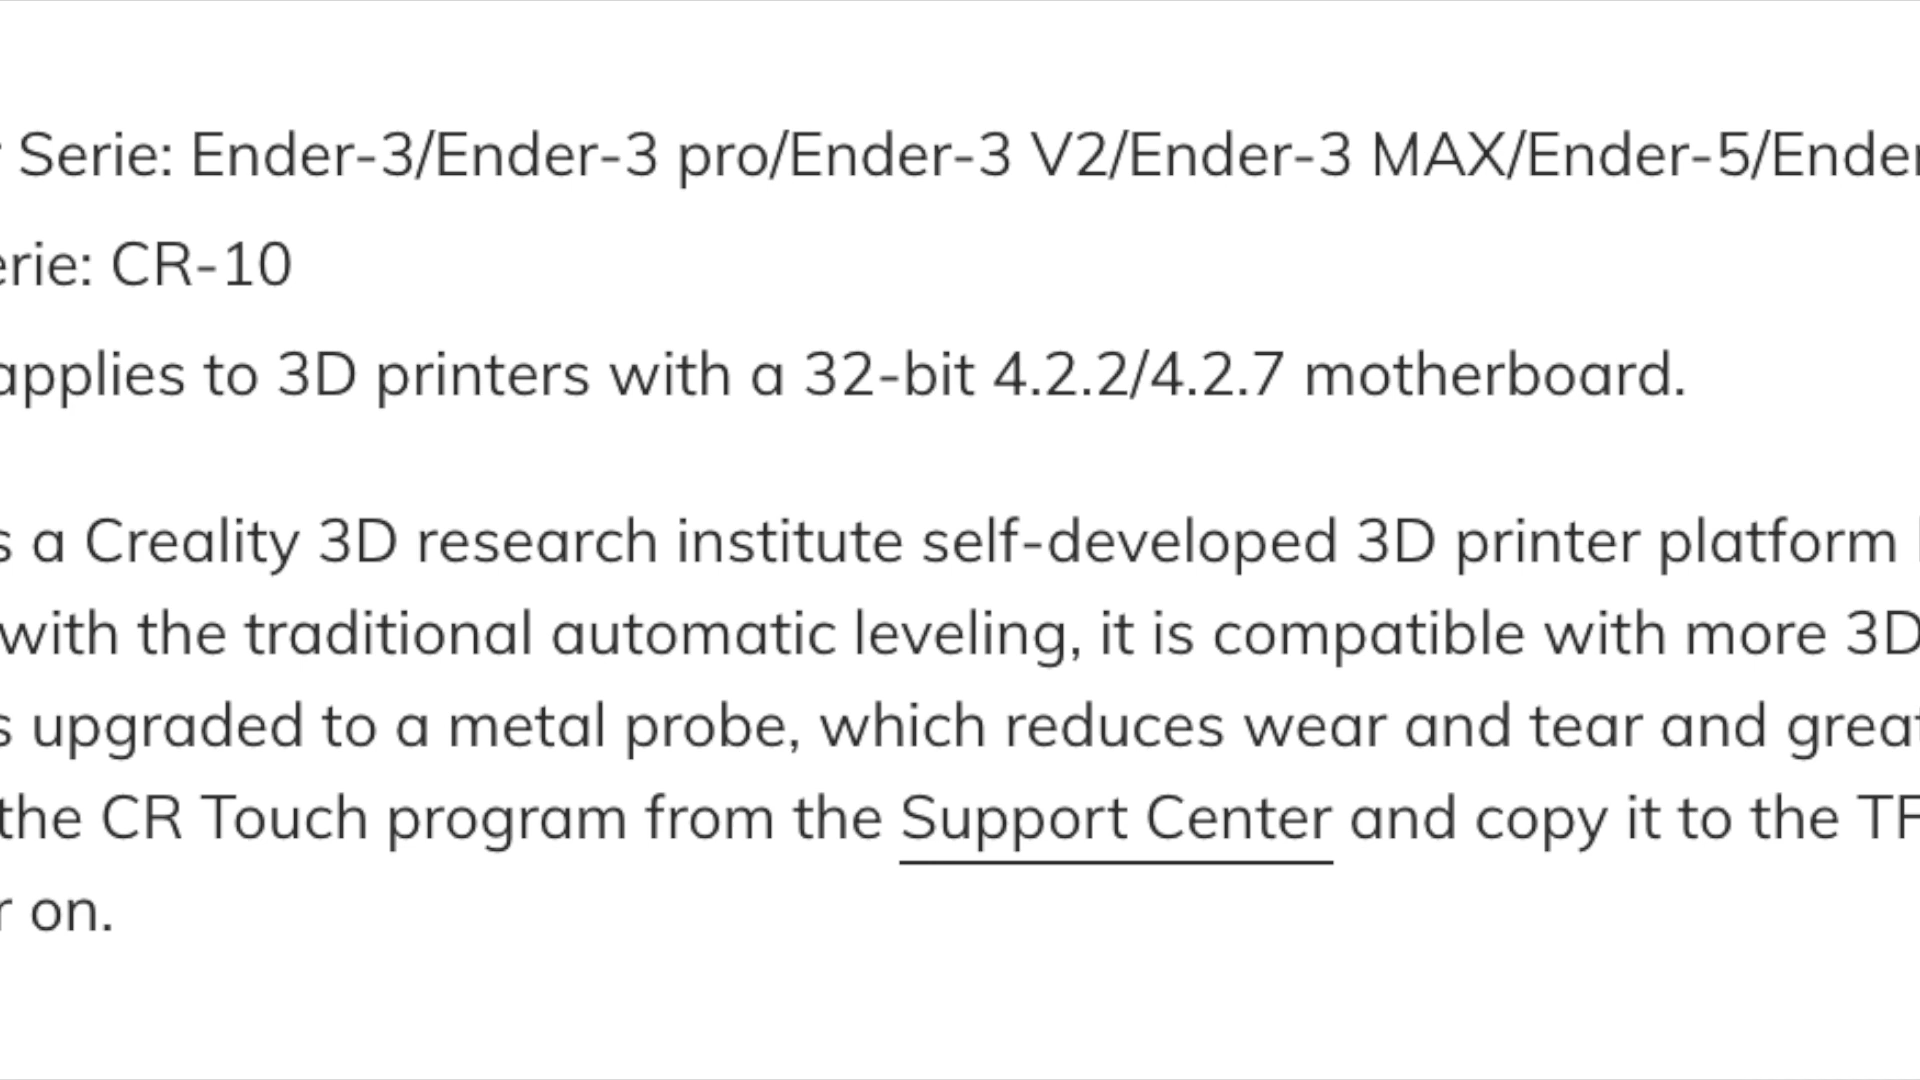 Serie: Ender-3/Ender-3 pro/Ender-3 V2/Ender-3 MAX/Ender-5/Ender
erie: CR-10
applies to 3D printers with a 32-bit 4.2.2/4.2.7 motherboard.
s a Creality 3D research institute self-developed 3D printer platform
with the traditional automatic leveling, it is compatible with more 3D
s upgraded to a metal probe, which reduces wear and tear and great
the CR Touch program from the Support Center and copy it to the TF
r on.